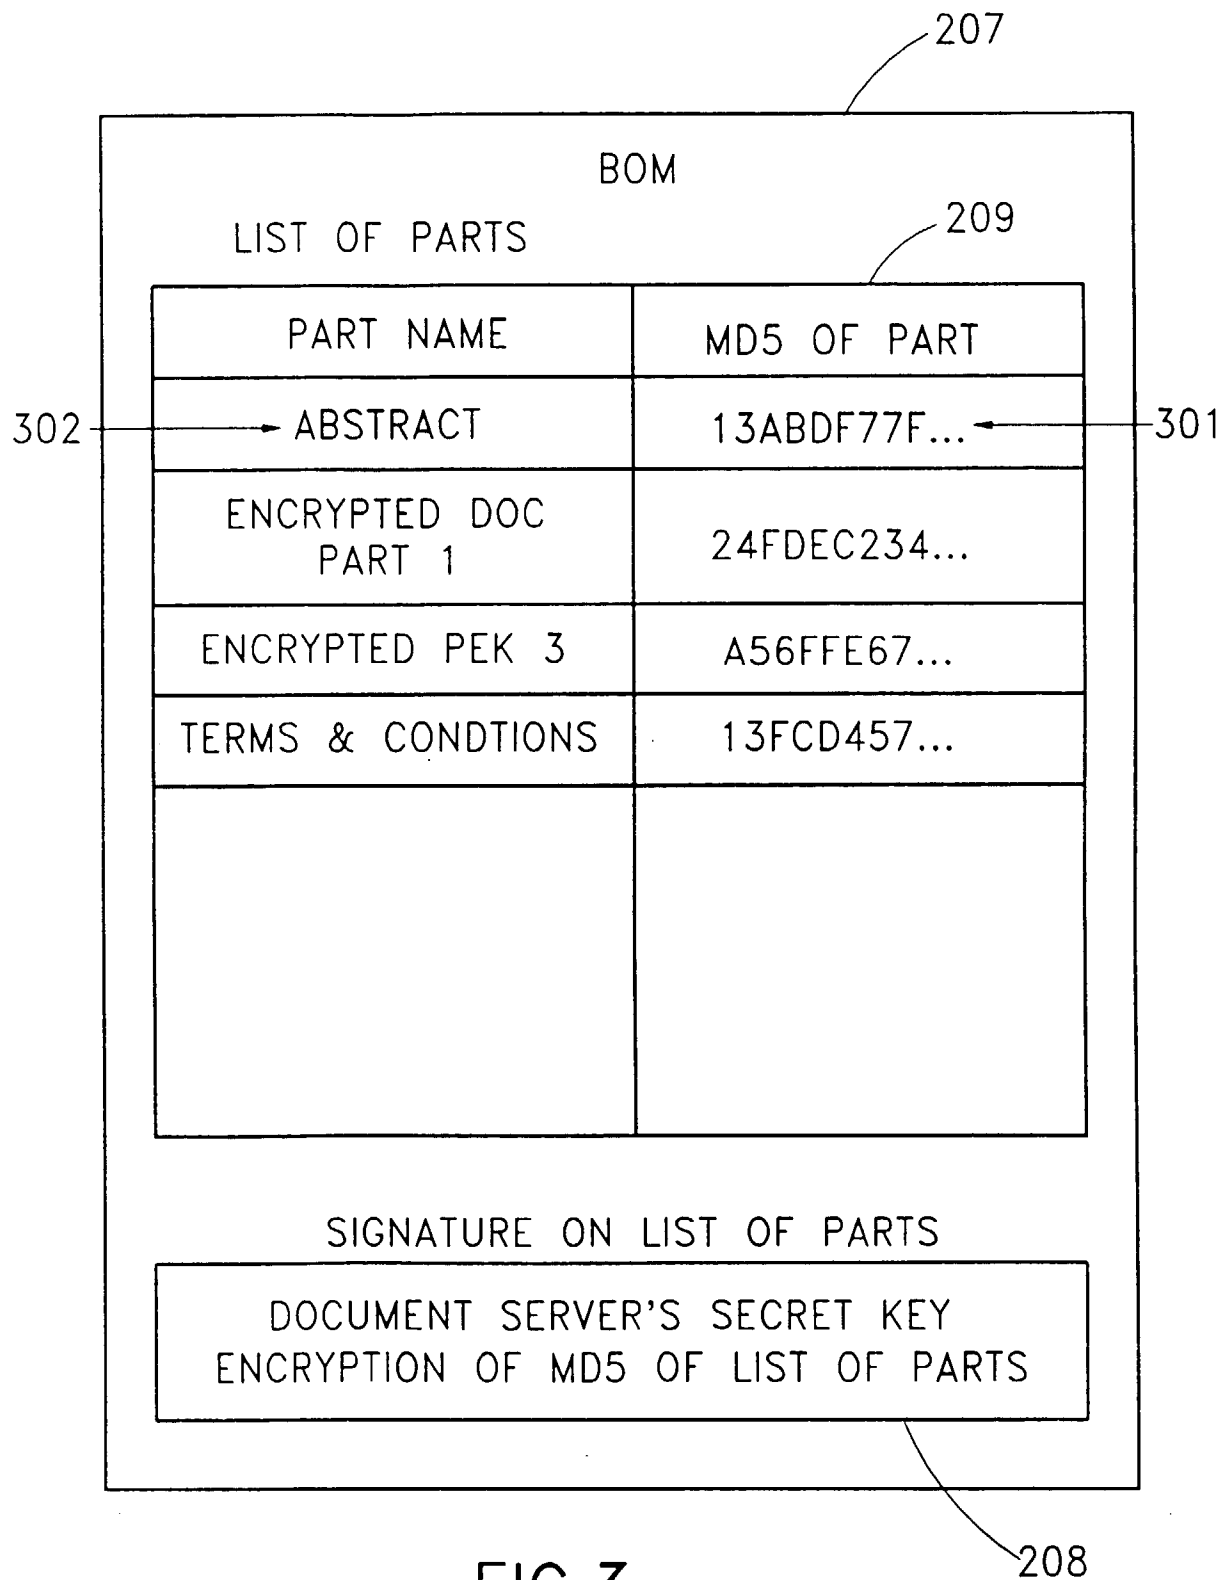 207
BOM
LIST OF PARTS
209
PART NAME
MD5 OF PART
302
ABSTRACT
13ABDF77F...
301
ENCRYPTED DOC
PART 1
24FDEC234...
ENCRYPTED PEK 3
A56FFE67...
TERMS & CONDTIONS
13FCD457...
SIGNATURE ON LIST OF PARTS
DOCUMENT SERVER'S SECRET KEY
ENCRYPTION OF MD5 OF LIST OF PARTS
208
FIG.3